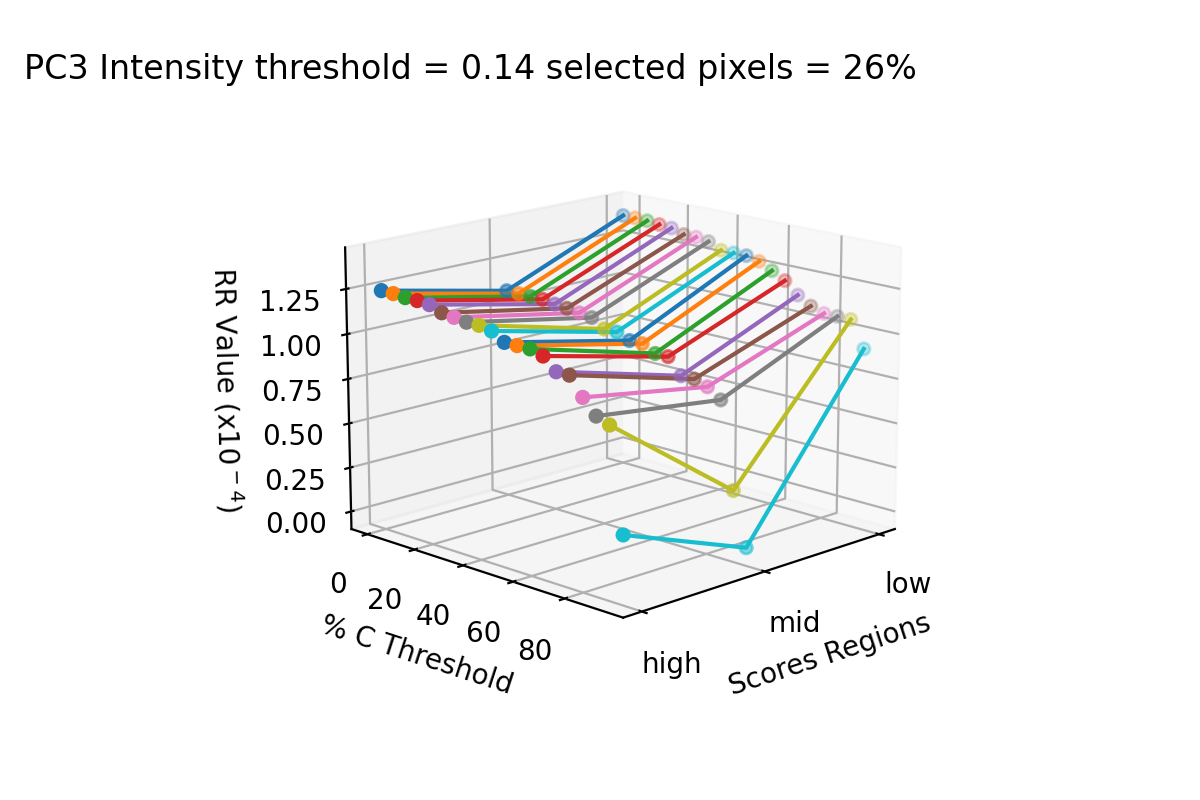 PC3 Intensity threshold = 0.14 selected pixels = 26%
RR Value (x10⁻⁴)
1.25
1.00
0.75
0.50
0.25
0.00
0
20
40
60
80
% C Threshold
high
mid
low
Scores Regions